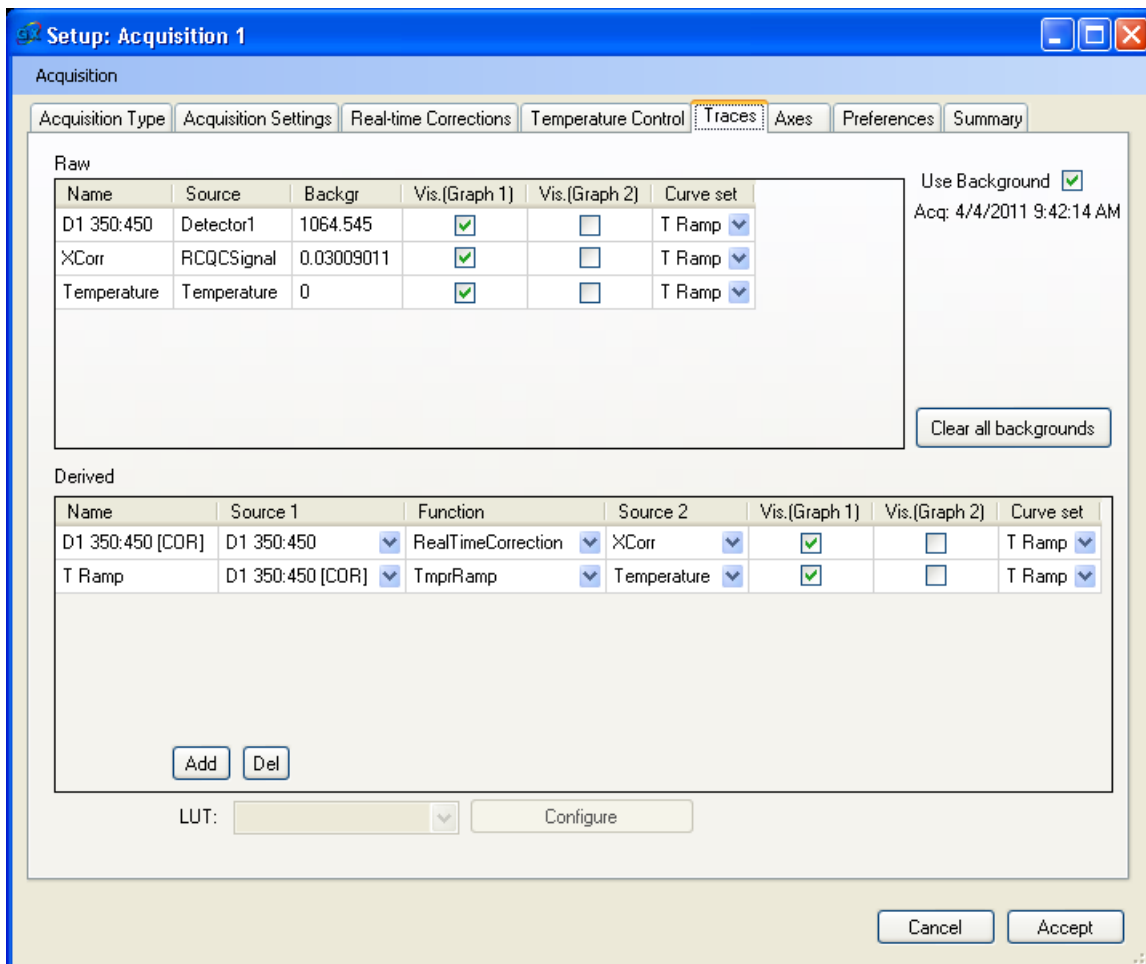 Setup: Acquisition 1
Acquisition
Acquisition Type Acquisition Settings Real-time Corrections Temperature Control Traces Axes Preferences Summary
Raw
Use Background
Acq: 4/4/2011 9:42:14 AM
Name Source Backgr Vis.(Graph 1) Vis.(Graph 2) Curve set
D1 350:450 Detector1 1064.545 T Ramp
XCorr RCQCSignal 0.03009011 T Ramp
Temperature Temperature 0 T Ramp
Clear all backgrounds
Derived
Name Source 1 Function Source 2 Vis.(Graph 1) Vis.(Graph 2) Curve set
D1 350:450 [COR] D1 350:450 RealTimeCorrection XCorr T Ramp
T Ramp D1 350:450 [COR] TmprRamp Temperature T Ramp
Add Del
LUT: Configure
Cancel Accept